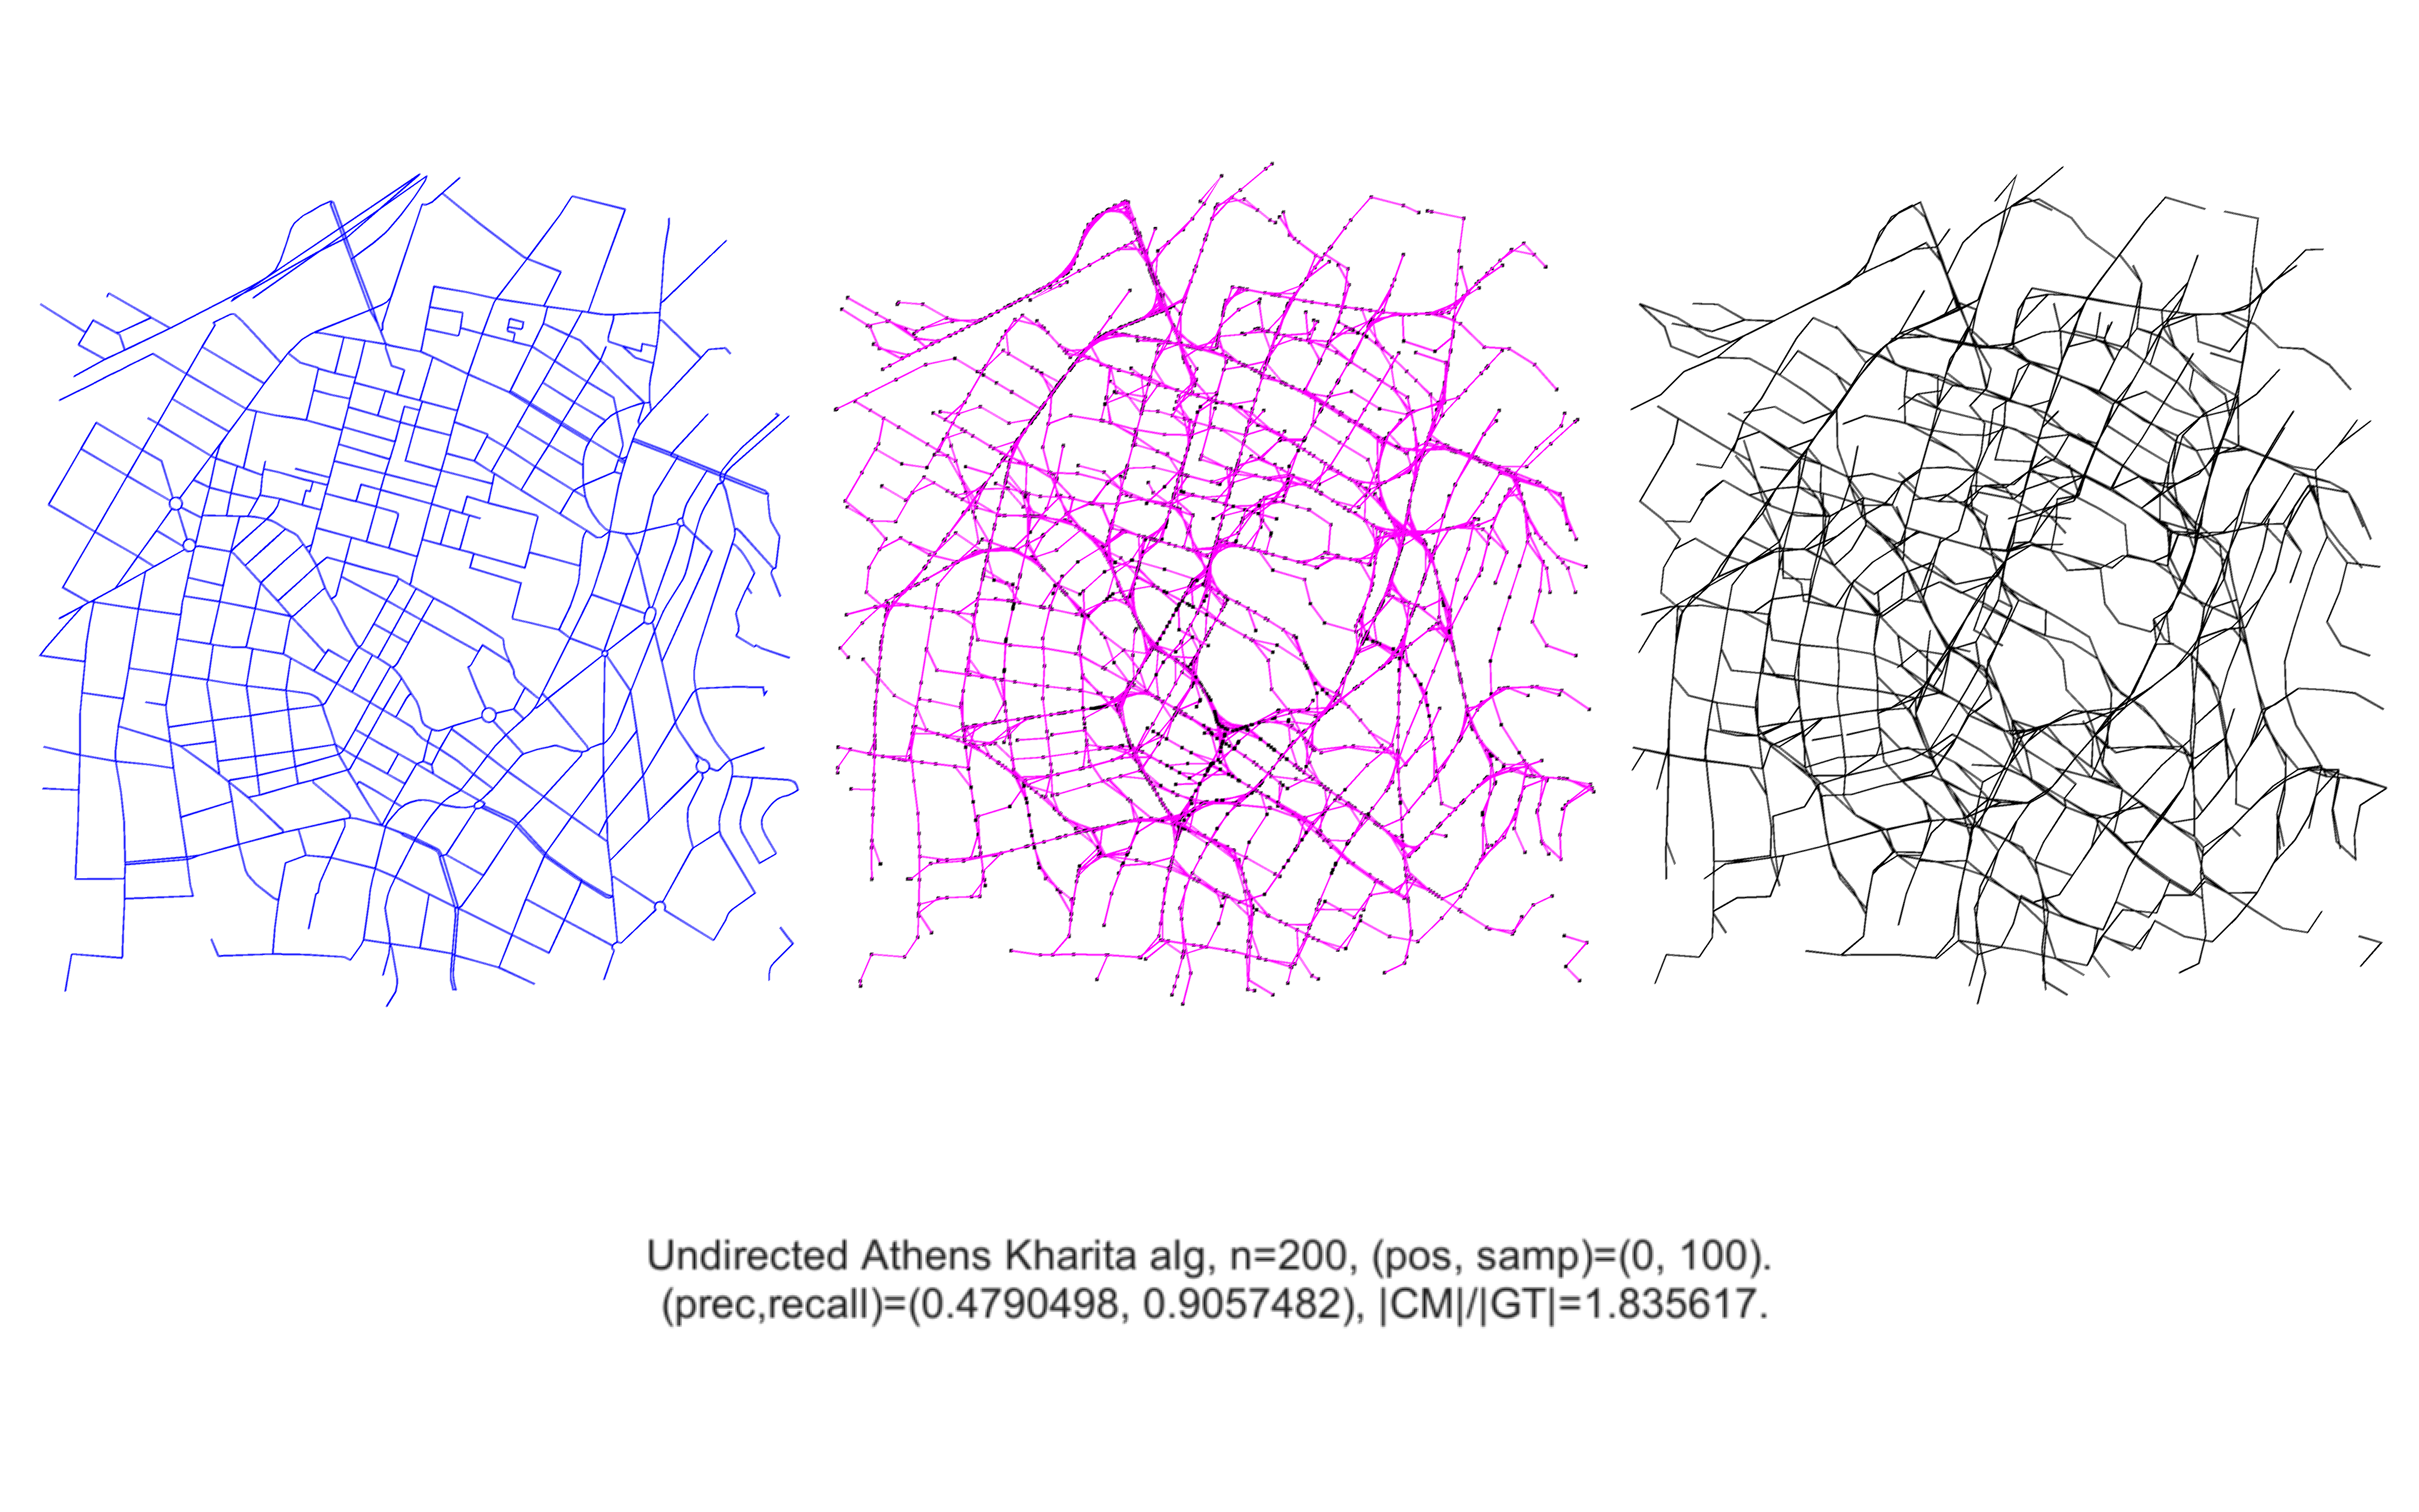 Undirected Athens Kharita alg, n=200, (pos, samp)=(0, 100).
(prec,recall)=(0.4790498, 0.9057482), |CM|/|GT|=1.835617.